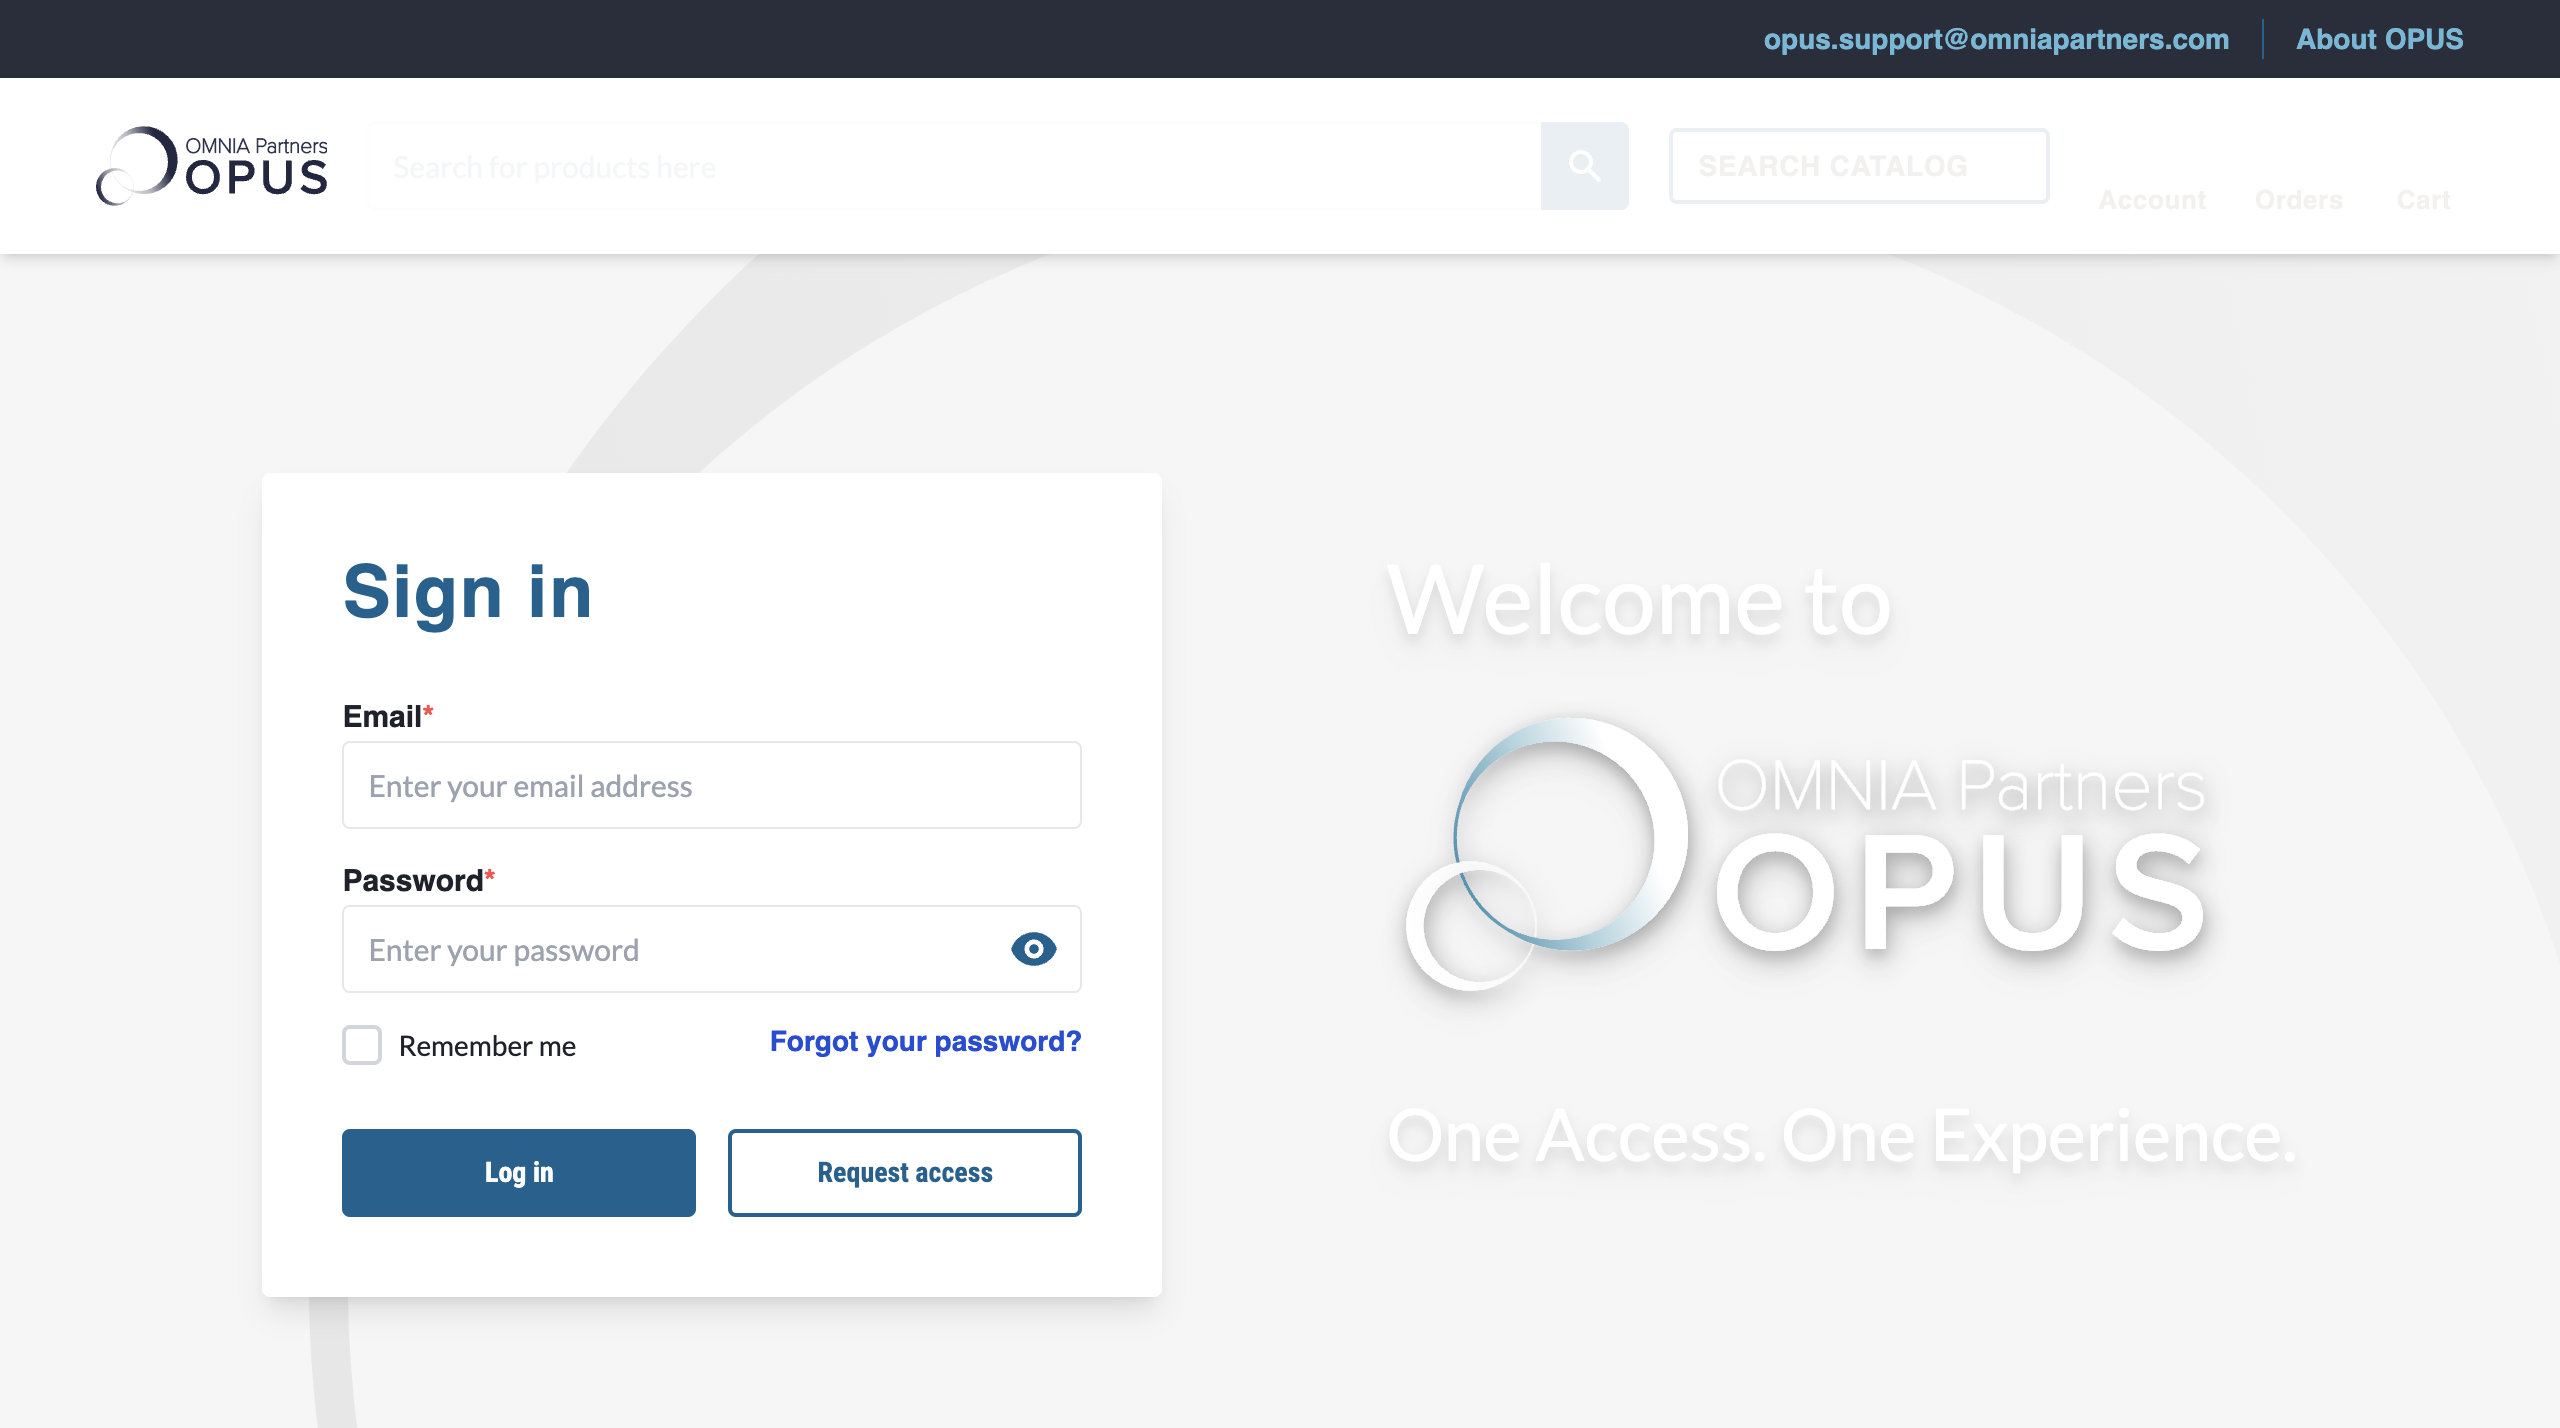 opus.support@omniapartners.com
About OPUS
OMNIA Partners
OPUS
Search for products here
SEARCH CATALOG
Account
Orders
Cart
Sign in
Email*
Enter your email address
Password*
Enter your password
Remember me
Forgot your password?
Log in
Request access
Welcome to
OMNIA Partners
OPUS
One Access. One Experience.